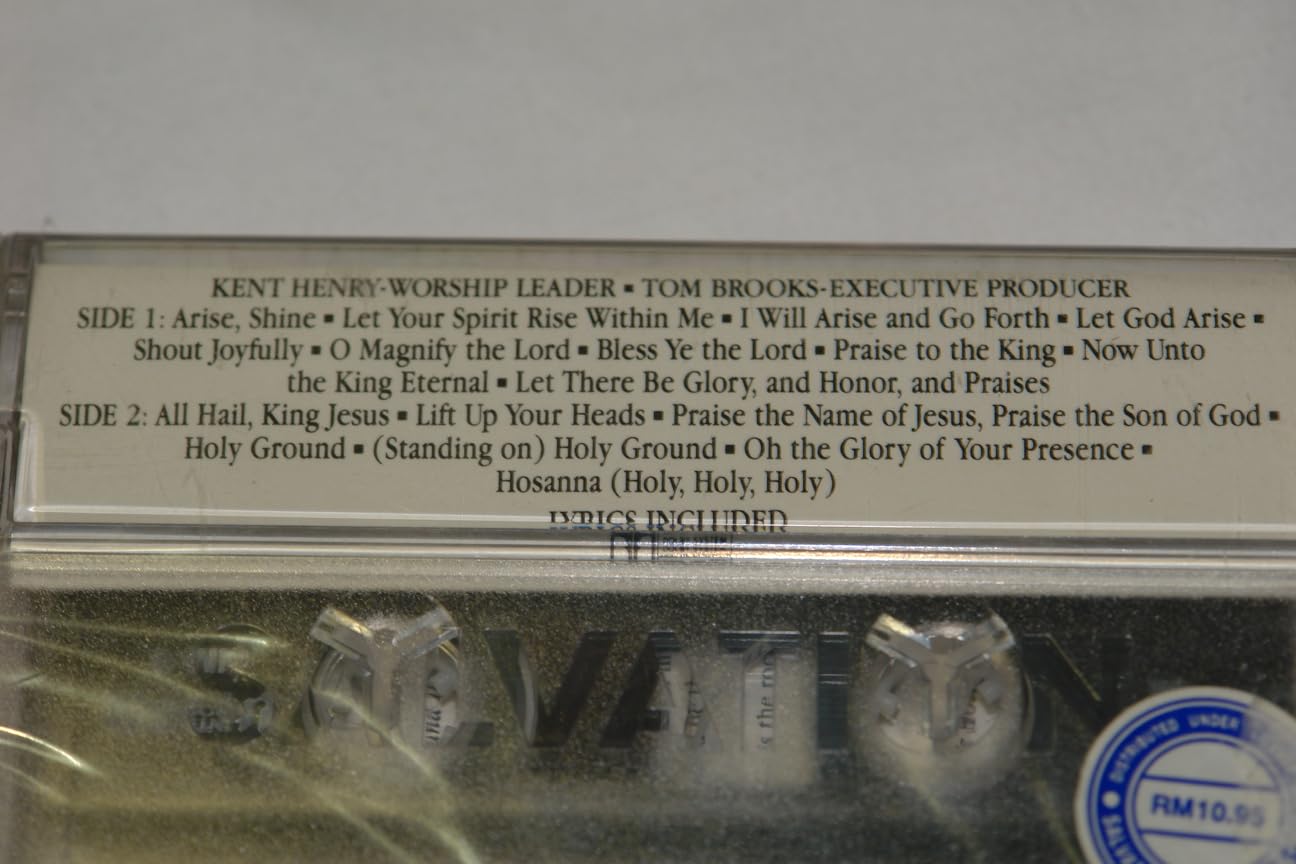 KENT HENRY-WORSHIP LEADER ▪ TOM BROOKS-EXECUTIVE PRODUCER
SIDE 1: Arise, Shine ▪ Let Your Spirit Rise Within Me ▪ I Will Arise and Go Forth ▪ Let God Arise ▪
Shout Joyfully ▪ O Magnify the Lord ▪ Bless Ye the Lord ▪ Praise to the King ▪ Now Unto
the King Eternal ▪ Let There Be Glory, and Honor, and Praises
SIDE 2: All Hail, King Jesus ▪ Lift Up Your Heads ▪ Praise the Name of Jesus, Praise the Son of God ▪
Holy Ground ▪ (Standing on) Holy Ground ▪ Oh the Glory of Your Presence ▪
Hosanna (Holy, Holy, Holy)
LYRICS INCLUDED
DISTRIBUTED UNDER
RM10.95